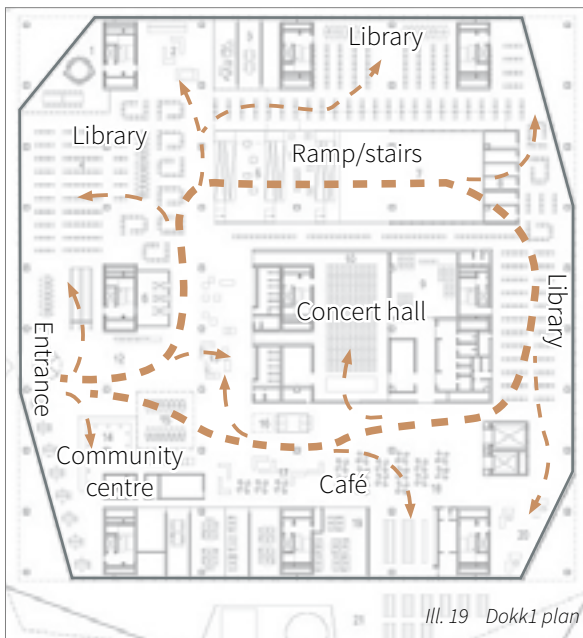 Library
Library
Ramp/stairs
Concert hall
Library
Entrance
Community
centre
Café
Ill. 19 Dokk1 plan